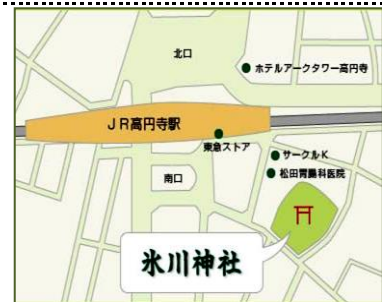 北口
ホテルアークタワー高円寺
JR高円寺駅
東急ストア
サークルK
南口
松田胃腸科医院
氷川神社